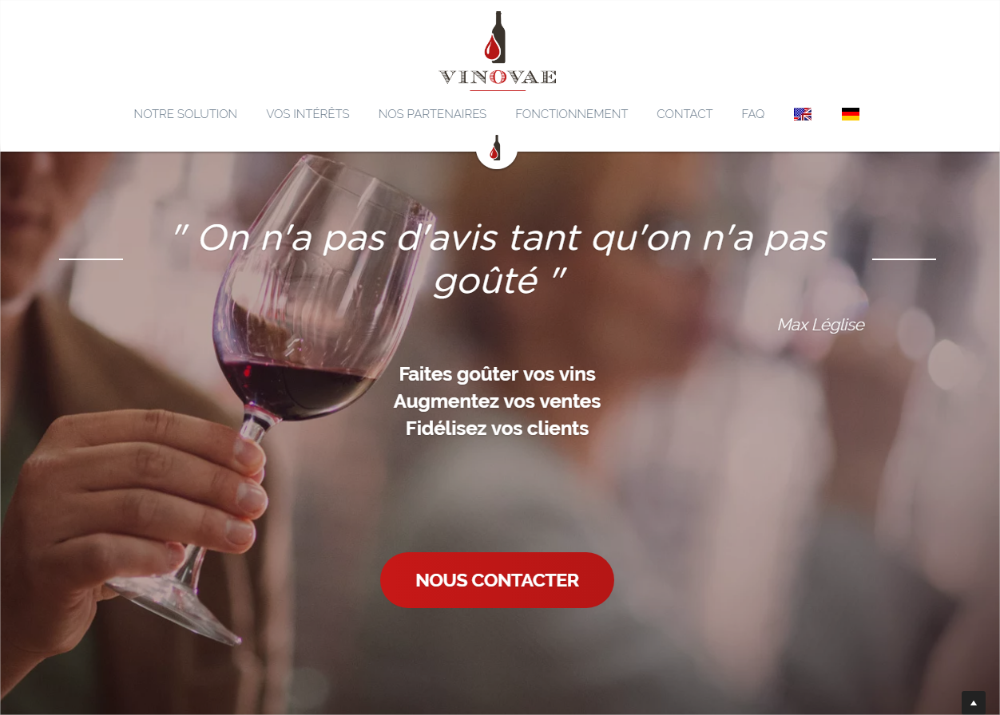 VINOVAE
NOTRE SOLUTION VOS INTÉRÊTS NOS PARTENAIRES FONCTIONNEMENT CONTACT FAQ
" On n'a pas d'avis tant qu'on n'a pas
goûté "
Max Léglise
Faites goûter vos vins
Augmentez vos ventes
Fidélisez vos clients
NOUS CONTACTER